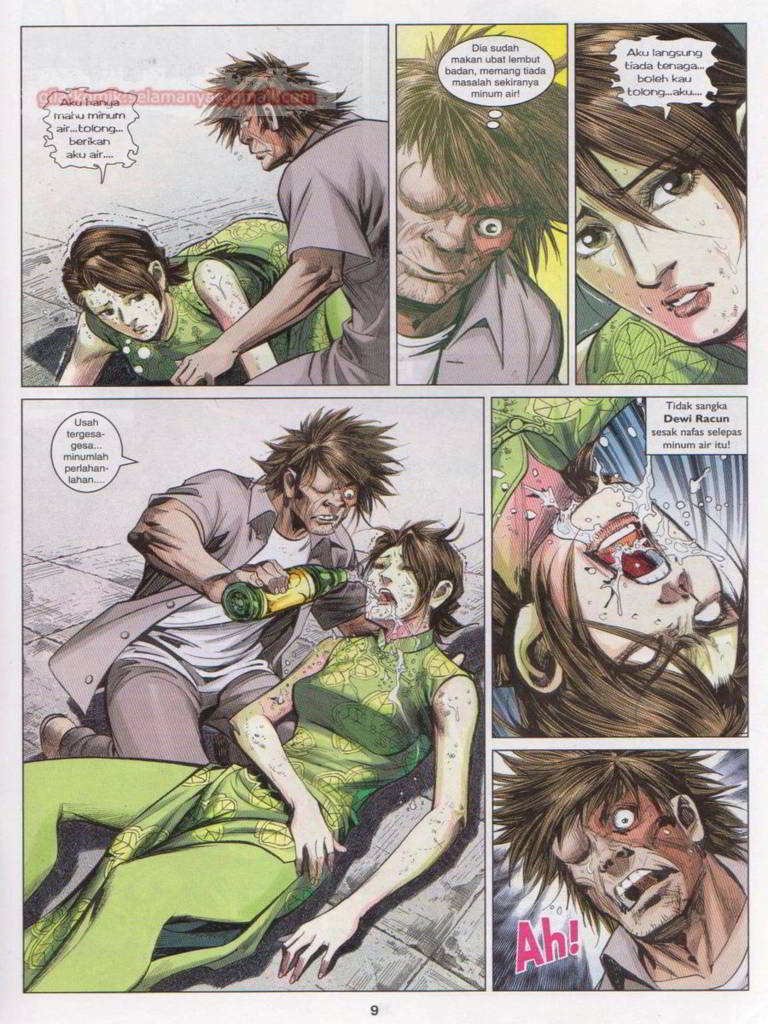 Aku hanya
mahu minum
air...tolong...
berikan
aku air....
Dia sudah
makan ubat lembut
badan, memang tiada
masalah sekiranya
minum air!
Aku langsung
tiada tenaga...
boleh kau
tolong...aku....
Usah
tergesa-
gesa...
minumlah
perlahan-
lahan....
Tidak sangka
Dewi Racun
sesak nafas selepas
minum air itu!
Ah!
9